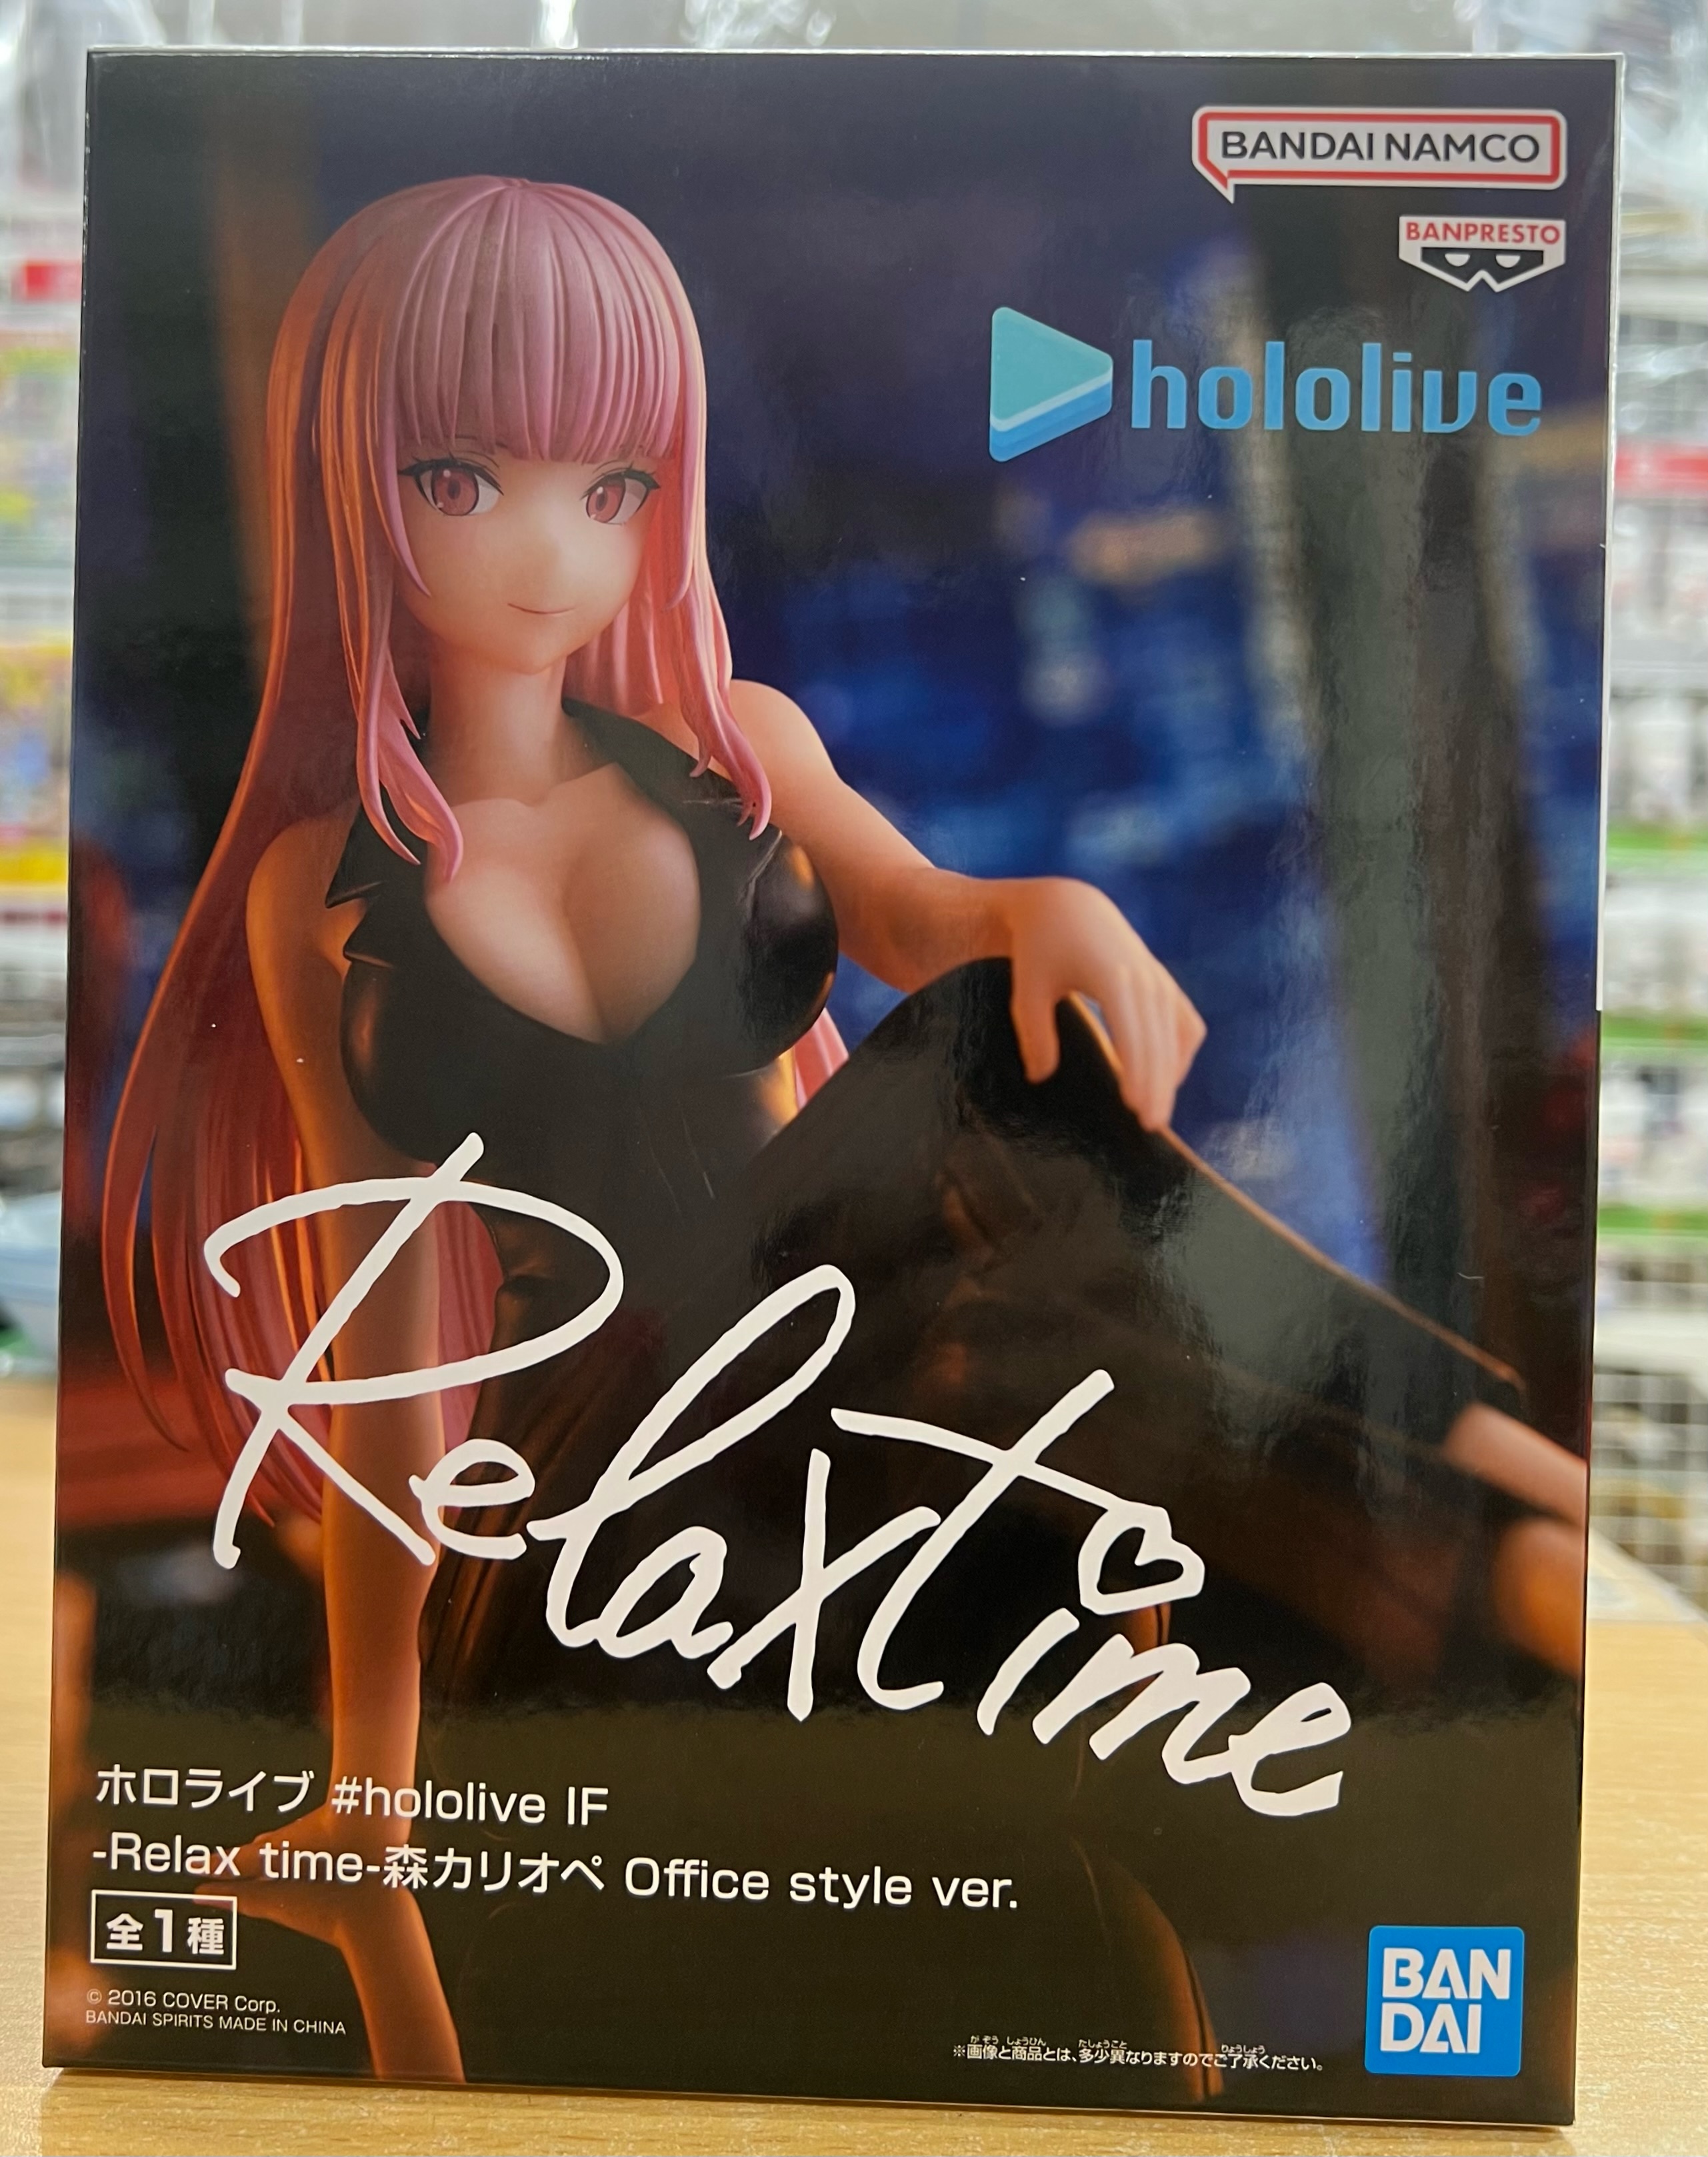 BANDAI NAMCO
BANPRESTO
hololive
Relax time
ホロライブ #hololive IF
-Relax time-森カリオペ Office style ver.
全1種
© 2016 COVER Corp.
BANDAI SPIRITS MADE IN CHINA
※画像と商品とは、多少異なりますのでご了承ください。
BAN
DAI